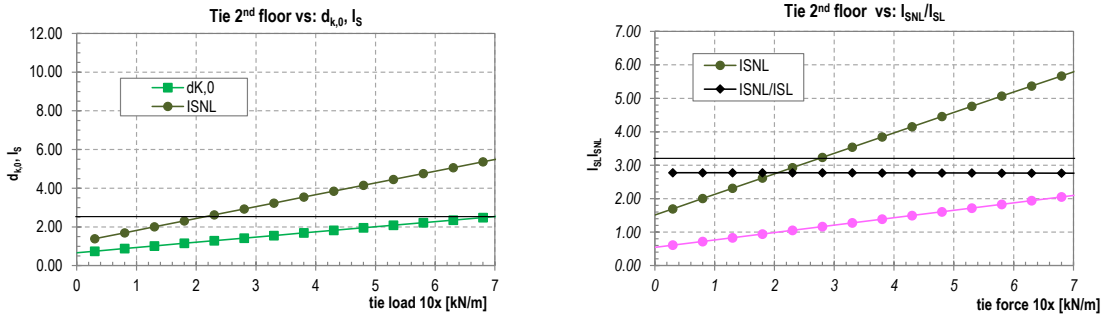 Tie 2nd floor vs: dk,0, IS
12.00
10.00
8.00
6.00
4.00
2.00
0.00
dk,0, IS
dK,0
ISNL
0 1 2 3 4 5 6 7
tie load 10x [kN/m]
Tie 2nd floor vs: ISNL/ISL
7.00
6.00
5.00
4.00
3.00
2.00
1.00
0.00
ISL,ISNL
ISNL
ISNL/ISL
0 1 2 3 4 5 6 7
tie force 10x [kN/m]